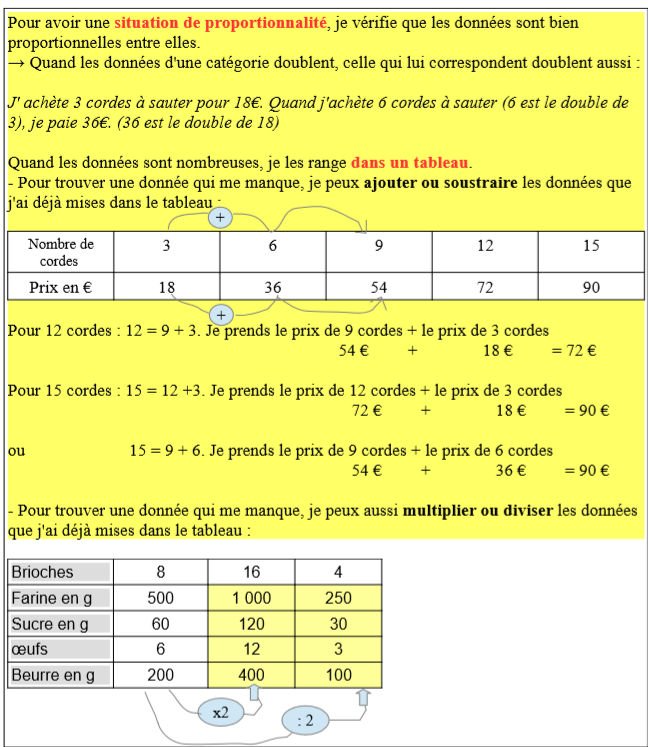 Pour avoir une situation de proportionnalité, je vérifie que les données sont bien
proportionnelles entre elles.
→ Quand les données d'une catégorie doublent, celle qui lui correspondent doublent aussi :
J' achète 3 cordes à sauter pour 18€. Quand j'achète 6 cordes à sauter (6 est le double de
3), je paie 36€. (36 est le double de 18)
Quand les données sont nombreuses, je les range dans un tableau.
- Pour trouver une donnée qui me manque, je peux ajouter ou soustraire les données que
j'ai déjà mises dans le tableau :
+
Nombre de
cordes 3 6 9 12 15
Prix en € 18 36 54 72 90
+
Pour 12 cordes : 12 = 9 + 3. Je prends le prix de 9 cordes + le prix de 3 cordes
54 € + 18 € = 72 €
Pour 15 cordes : 15 = 12 +3. Je prends le prix de 12 cordes + le prix de 3 cordes
72 € + 18 € = 90 €
ou 15 = 9 + 6. Je prends le prix de 9 cordes + le prix de 6 cordes
54 € + 36 € = 90 €
- Pour trouver une donnée qui me manque, je peux aussi multiplier ou diviser les données
que j'ai déjà mises dans le tableau :
Brioches 8 16 4
Farine en g 500 1 000 250
Sucre en g 60 120 30
œufs 6 12 3
Beurre en g 200 400 100
x2
: 2